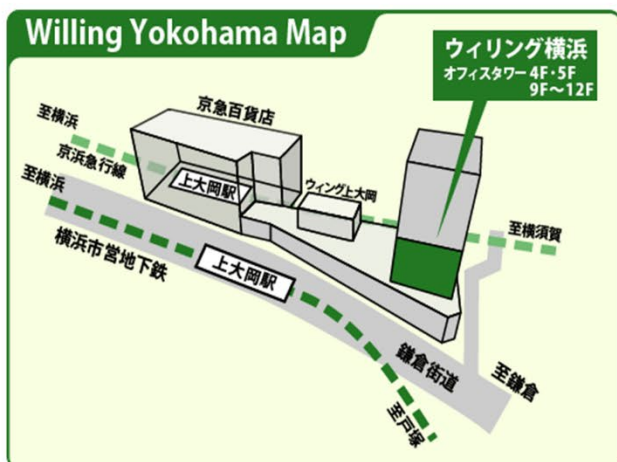 Willing Yokohama Map
ウィリング横浜
オフィスタワー 4F・5F
9F〜12F
京急百貨店
至横浜
京浜急行線
至横浜
上大岡駅
ウィング上大岡
至横須賀
横浜市営地下鉄
上大岡駅
鎌倉街道
至鎌倉
至戸塚